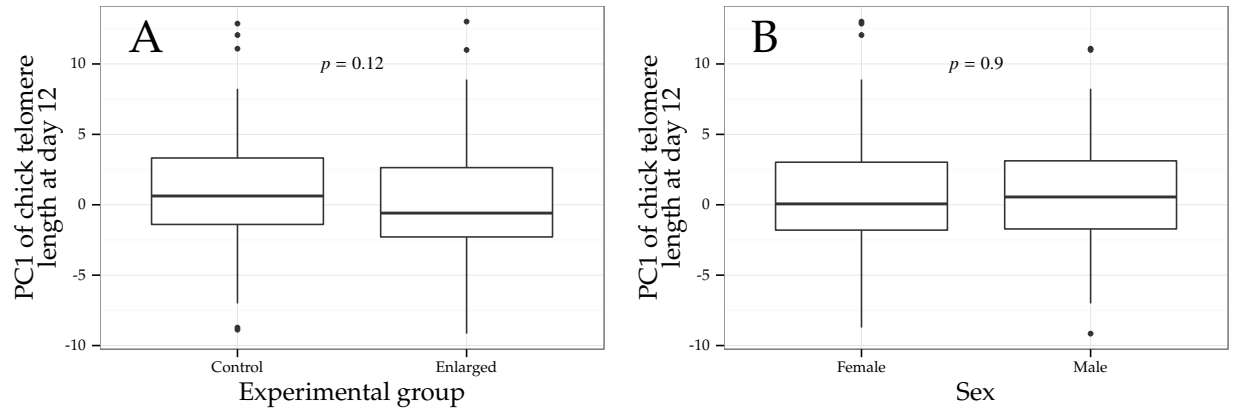 A
p = 0.12
PC1 of chick telomere
length at day 12
10
5
0
-5
-10
Control
Enlarged
Experimental group
B
p = 0.9
PC1 of chick telomere
length at day 12
10
5
0
-5
-10
Female
Male
Sex